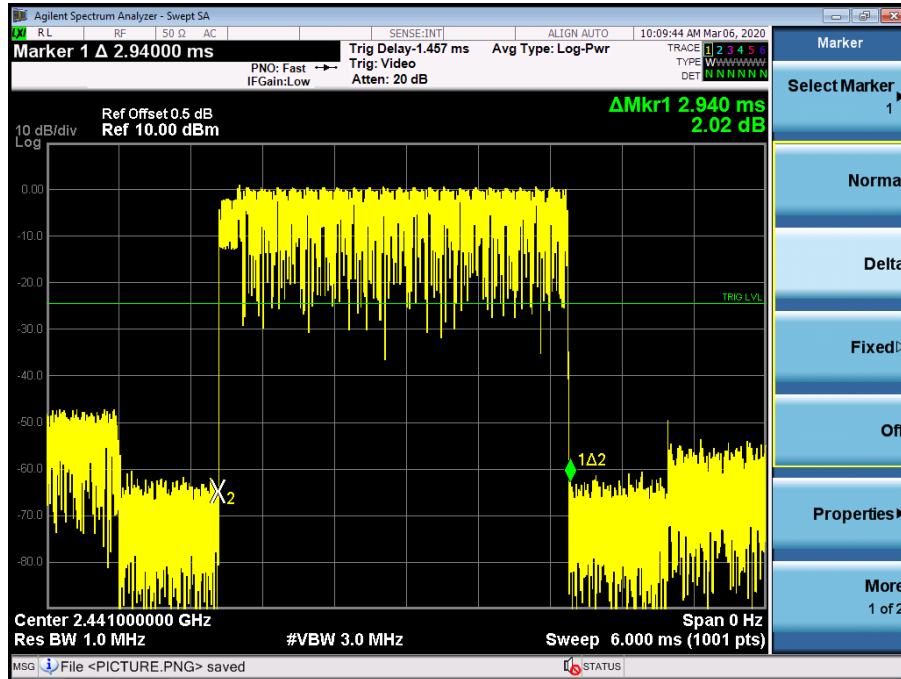 Agilent Spectrum Analyzer - Swept SA
LXI RL RF 50 Ω AC SENSE:INT ALIGN AUTO 10:09:44 AM Mar 06, 2020
Marker 1 Δ 2.94000 ms
Trig Delay-1.457 ms
Avg Type: Log-Pwr
TRACE 1 2 3 4 5 6
PNO: Fast
Trig: Video
TYPE WWWWWW
IFGain:Low
Atten: 20 dB
DET N N N N N N
ΔMkr1 2.940 ms
2.02 dB
Ref Offset 0.5 dB
10 dB/div Ref 10.00 dBm
Log
0.00
-10.0
-20.0
TRIG LVL
-30.0
-40.0
-50.0
-60.0
1Δ2
2
-70.0
-80.0
Center 2.441000000 GHz
Span 0 Hz
Res BW 1.0 MHz
#VBW 3.0 MHz
Sweep 6.000 ms (1001 pts)
MSG File <PICTURE.PNG> saved
STATUS
Marker
Select Marker
1
Norma
Delta
Fixed
Off
Properties
More
1 of 2